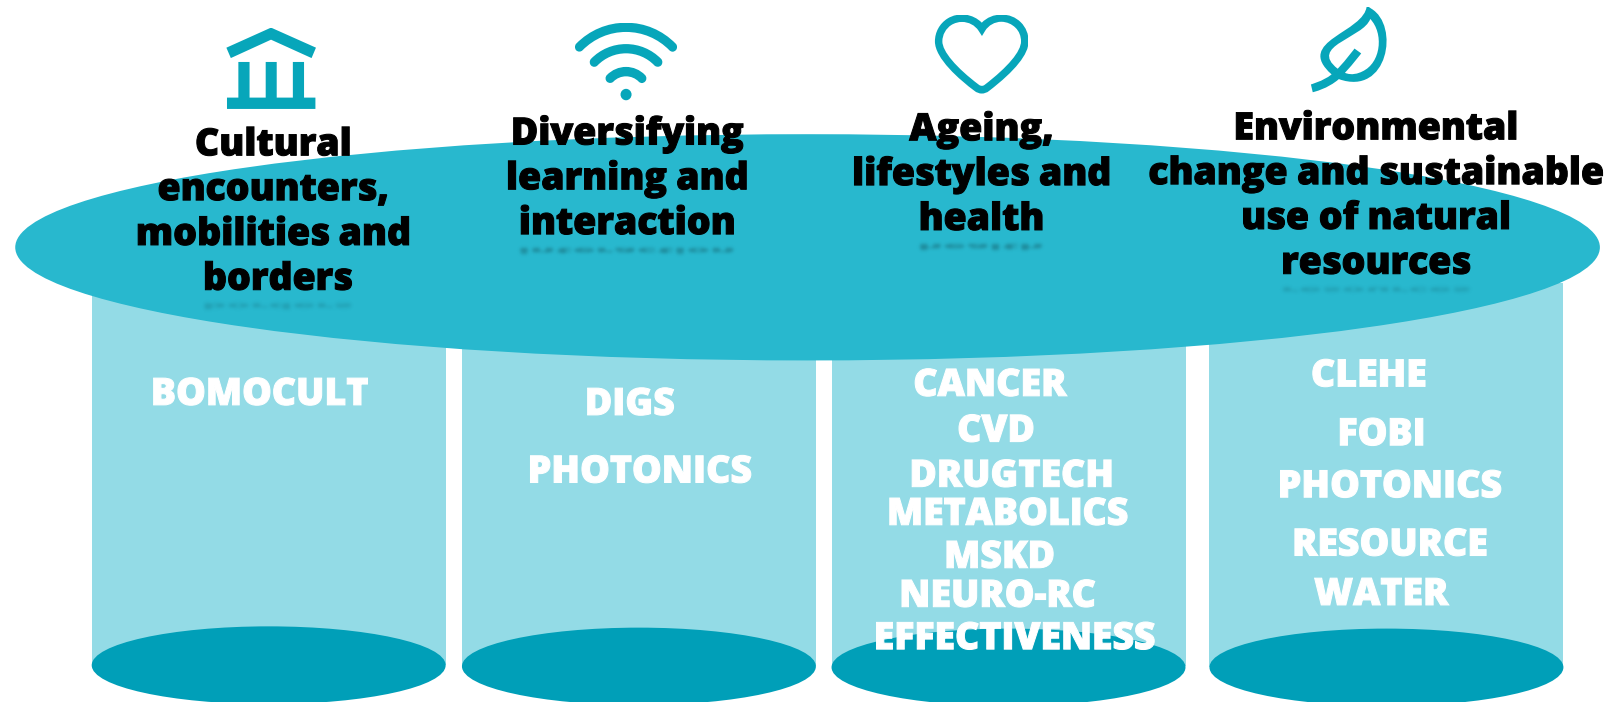 Cultural
encounters,
mobilities and
borders
Diversifying
learning and
interaction
Ageing,
lifestyles and
health
Environmental
change and sustainable
use of natural
resources
BOMOCULT
DIGS
PHOTONICS
CANCER
CVD
DRUGTECH
METABOLICS
MSKD
NEURO-RC
EFFECTIVENESS
CLEHE
FOBI
PHOTONICS
RESOURCE
WATER